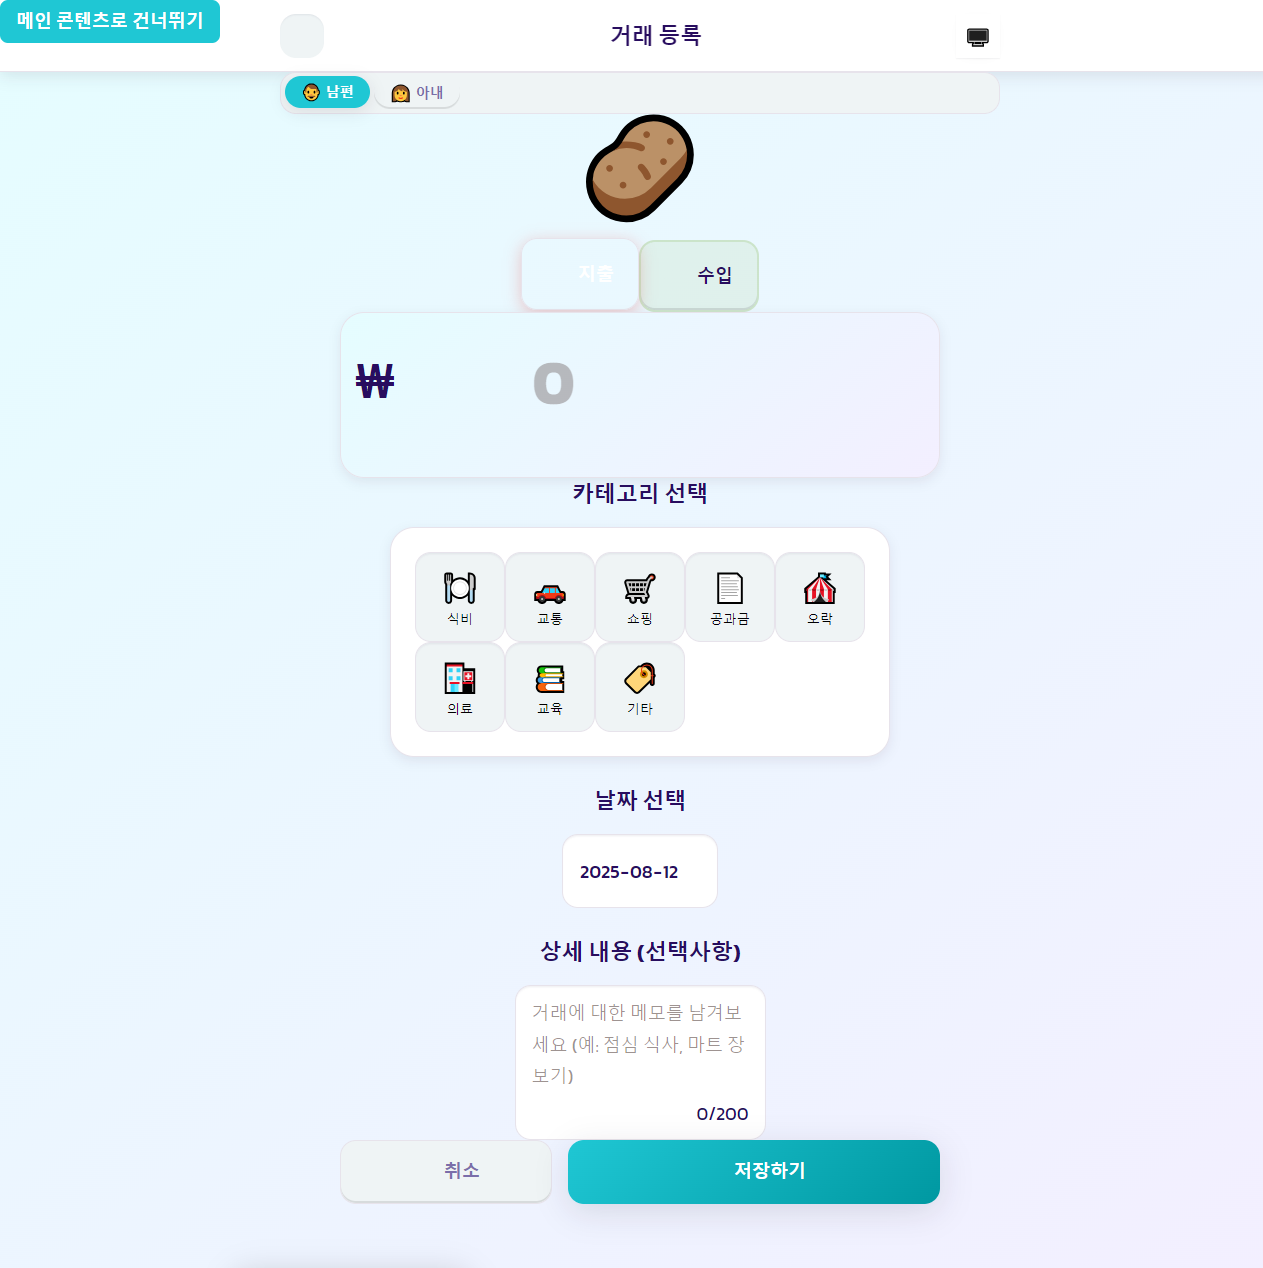 메인 콘텐츠로 건너뛰기
거래 등록
남편
아내
지출
수입
₩
0
카테고리 선택
식비
교통
쇼핑
공과금
오락
의료
교육
기타
날짜 선택
2025-08-12
상세 내용 (선택사항)
거래에 대한 메모를 남겨보
세요 (예: 점심 식사, 마트 장
보기)
0/200
취소
저장하기